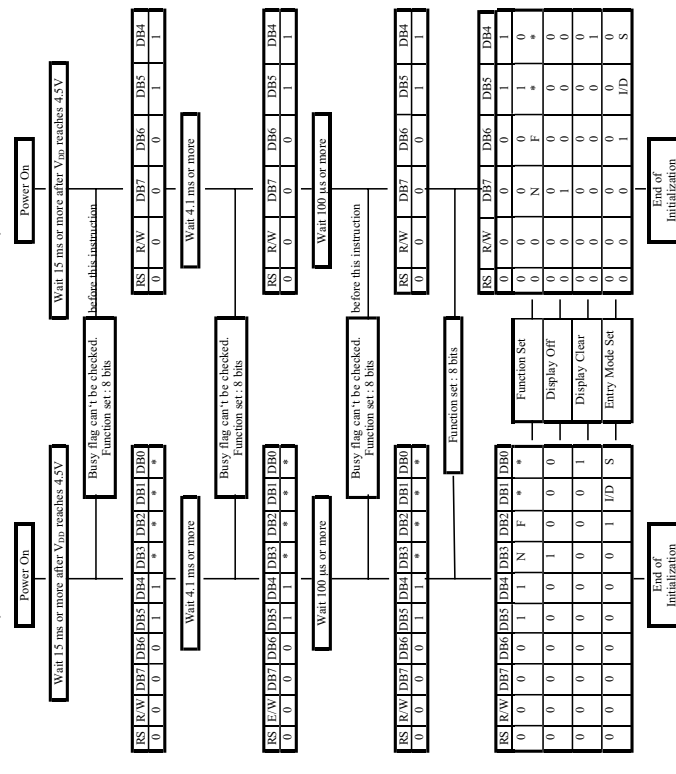 Power On
Wait 15 ms or more after VDD reaches 4.5V
Busy flag can't be checked. before this instruction
Function set : 8 bits
RS R/W DB7 DB6 DB5 DB4 DB3 DB2 DB1 DB0
0 0 0 0 1 1 * * * *
Wait 4.1 ms or more
Busy flag can't be checked.
Function set : 8 bits
RS E/W DB7 DB6 DB5 DB4 DB3 DB2 DB1 DB0
0 0 0 0 1 1 * * * *
Wait 100 µs or more
Busy flag can't be checked. before this instruction
Function set : 8 bits
RS R/W DB7 DB6 DB5 DB4 DB3 DB2 DB1 DB0
0 0 0 0 1 1 * * * *
Function set : 8 bits
RS R/W DB7 DB6 DB5 DB4 DB3 DB2 DB1 DB0
0 0 0 0 1 1 N F * *
0 0 0 0 0 0 1 0 0 0
0 0 0 0 0 0 0 0 0 1
0 0 0 0 0 0 0 1 I/D S
End of
Initialization
Function Set
Display Off
Display Clear
Entry Mode Set
Power On
Wait 15 ms or more after VDD reaches 4.5V
RS R/W DB7 DB6 DB5 DB4
0 0 0 0 1 1
Wait 4.1 ms or more
RS R/W DB7 DB6 DB5 DB4
0 0 0 0 1 1
Wait 100 µs or more
RS R/W DB7 DB6 DB5 DB4
0 0 0 0 1 1
RS R/W DB7 DB6 DB5 DB4
0 0 0 0 1 1
0 0 0 0 1 0
0 0 N F * *
0 0 0 0 0 0
0 0 1 0 0 0
0 0 0 0 0 0
0 0 0 0 0 1
0 0 0 0 0 0
0 0 0 1 I/D S
End of
Initialization